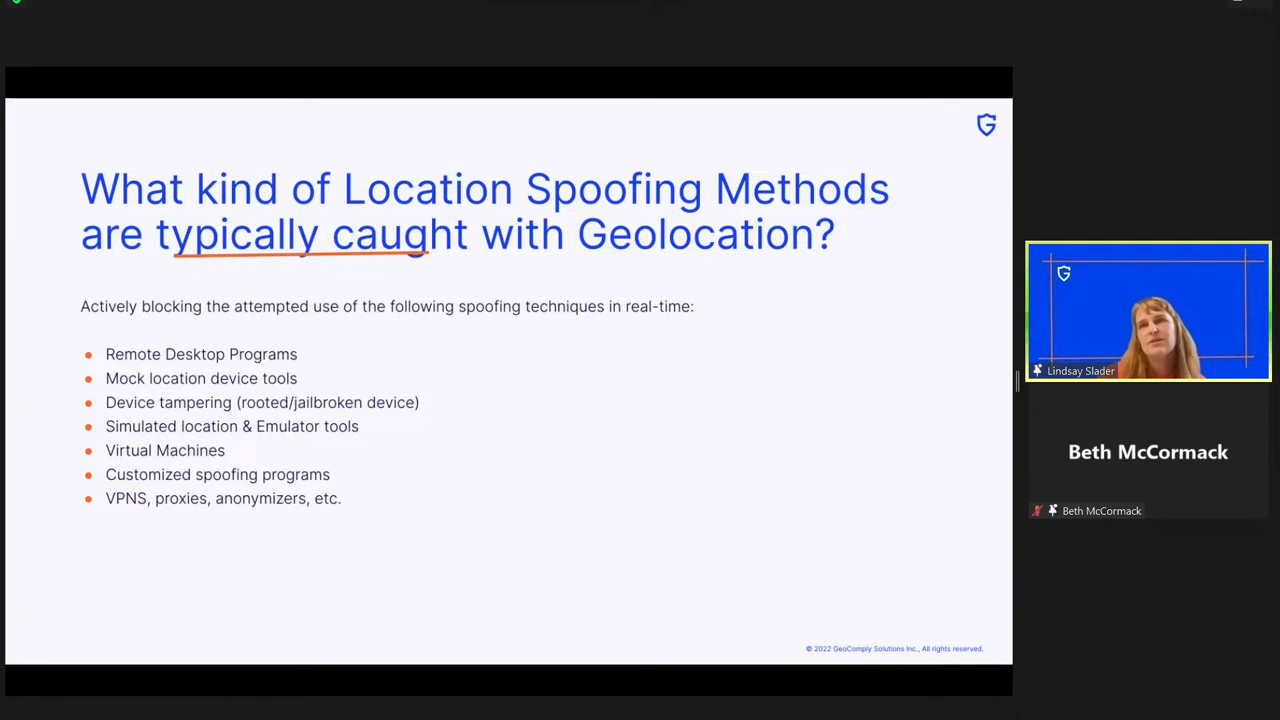 What kind of Location Spoofing Methods
are typically caught with Geolocation?
Actively blocking the attempted use of the following spoofing techniques in real-time:
Remote Desktop Programs
Mock location device tools
Device tampering (rooted/jailbroken device)
Simulated location & Emulator tools
Virtual Machines
Customized spoofing programs
VPNS, proxies, anonymizers, etc.
© 2022 GeoComply Solutions Inc., All rights reserved.
Lindsay Slader
Beth McCormack
Beth McCormack